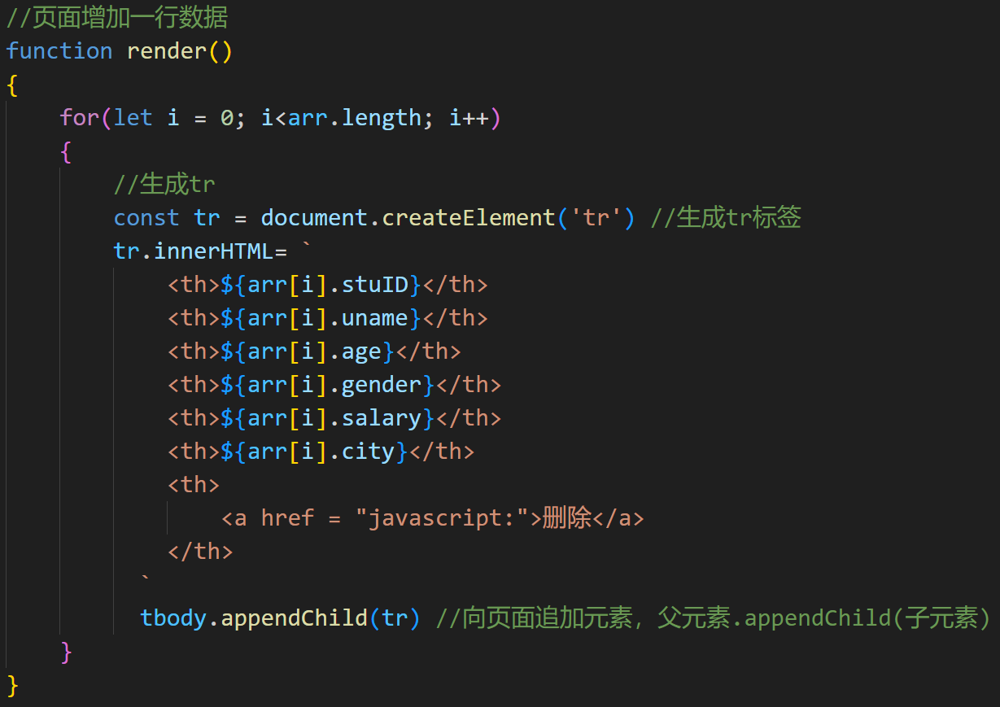 //页面增加一行数据
function render()
{
    for(let i = 0; i<arr.length; i++)
    {
        //生成tr
        const tr = document.createElement('tr') //生成tr标签
        tr.innerHTML= `
            <th>${arr[i].stuID}</th>
            <th>${arr[i].uname}</th>
            <th>${arr[i].age}</th>
            <th>${arr[i].gender}</th>
            <th>${arr[i].salary}</th>
            <th>${arr[i].city}</th>
            <th>
                <a href = "javascript:">删除</a>
            </th>
          `
          tbody.appendChild(tr) //向页面追加元素，父元素.appendChild(子元素)
    }
}